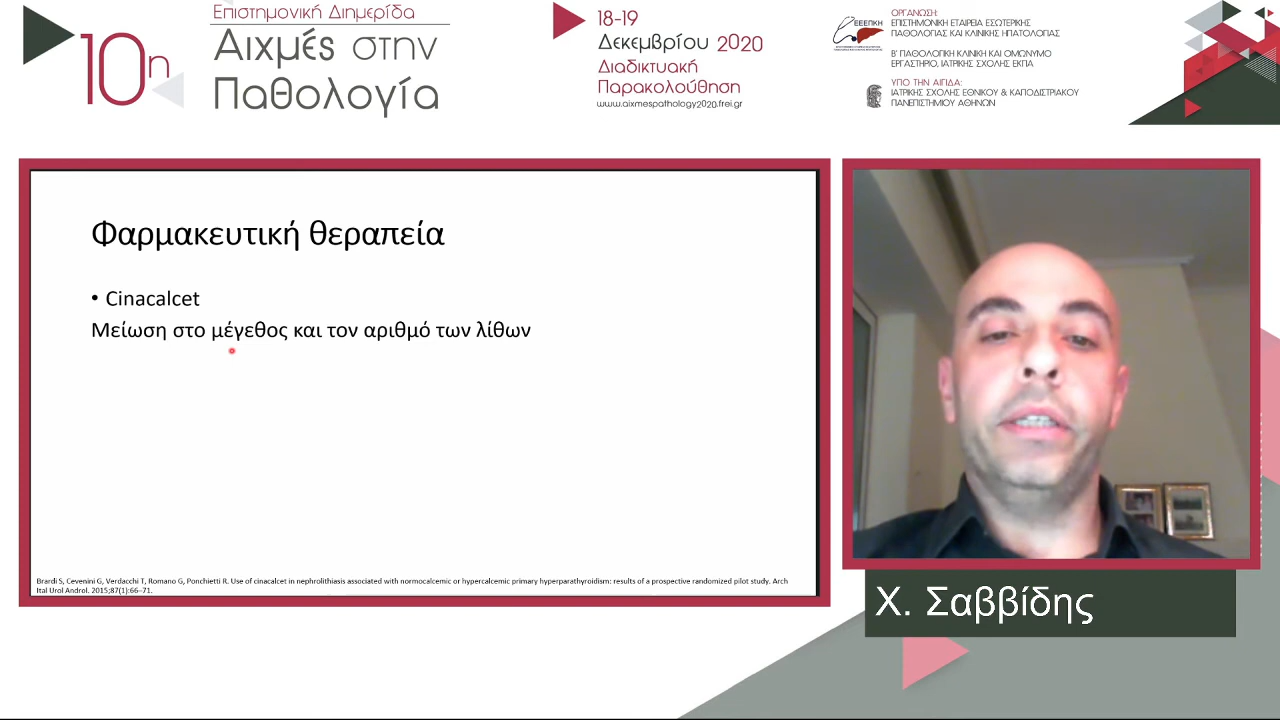 10η
Επιστημονική Διημερίδα
Αιχμές στην
Παθολογία
18-19
Δεκεμβρίου 2020
Διαδικτυακή
Παρακολούθηση
www.aixmespathology2020.frei.gr
ΕΕΕΠΚΗ
ΟΡΓΑΝΩΣΗ:
ΕΠΙΣΤΗΜΟΝΙΚΗ ΕΤΑΙΡΕΙΑ ΕΣΩΤΕΡΙΚΗΣ
ΠΑΘΟΛΟΓΙΑΣ ΚΑΙ ΚΛΙΝΙΚΗΣ ΗΠΑΤΟΛΟΓΙΑΣ
Β' ΠΑΘΟΛΟΓΙΚΗ ΚΛΙΝΙΚΗ ΚΑΙ ΟΜΩΝΥΜΟ
ΕΡΓΑΣΤΗΡΙΟ, ΙΑΤΡΙΚΗΣ ΣΧΟΛΗΣ ΕΚΠΑ
ΥΠΟ ΤΗΝ ΑΙΓΙΔΑ:
ΙΑΤΡΙΚΗΣ ΣΧΟΛΗΣ ΕΘΝΙΚΟΥ & ΚΑΠΟΔΙΣΤΡΙΑΚΟΥ
ΠΑΝΕΠΙΣΤΗΜΙΟΥ ΑΘΗΝΩΝ
Φαρμακευτική θεραπεία
• Cinacalcet
Μείωση στο μέγεθος και τον αριθμό των λίθων
Brardi S, Cevenini G, Verdacchi T, Romano G, Ponchietti R. Use of cinacalcet in nephrolithiasis associated with normocalcemic or hypercalcemic primary hyperparathyroidism: results of a prospective randomized pilot study. Arch
Ital Urol Androl. 2015;87(1):66–71.
Χ. Σαββίδης